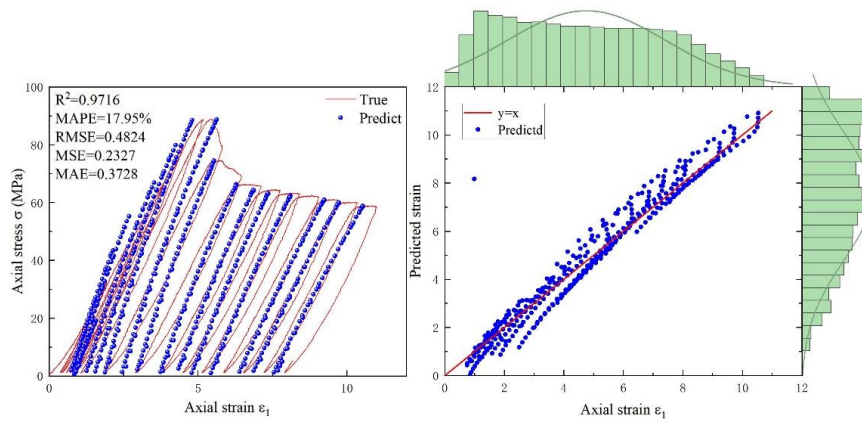 R²=0.9716
MAPE=17.95%
RMSE=0.4824
MSE=0.2327
MAE=0.3728
True
Predict
Axial stress σ (MPa)
100
80
60
40
20
0
0
5
10
Axial strain ε₁
y=x
Predictd
Predicted strain
12
10
8
6
4
2
0
0
2
4
6
8
10
12
Axial strain ε₁